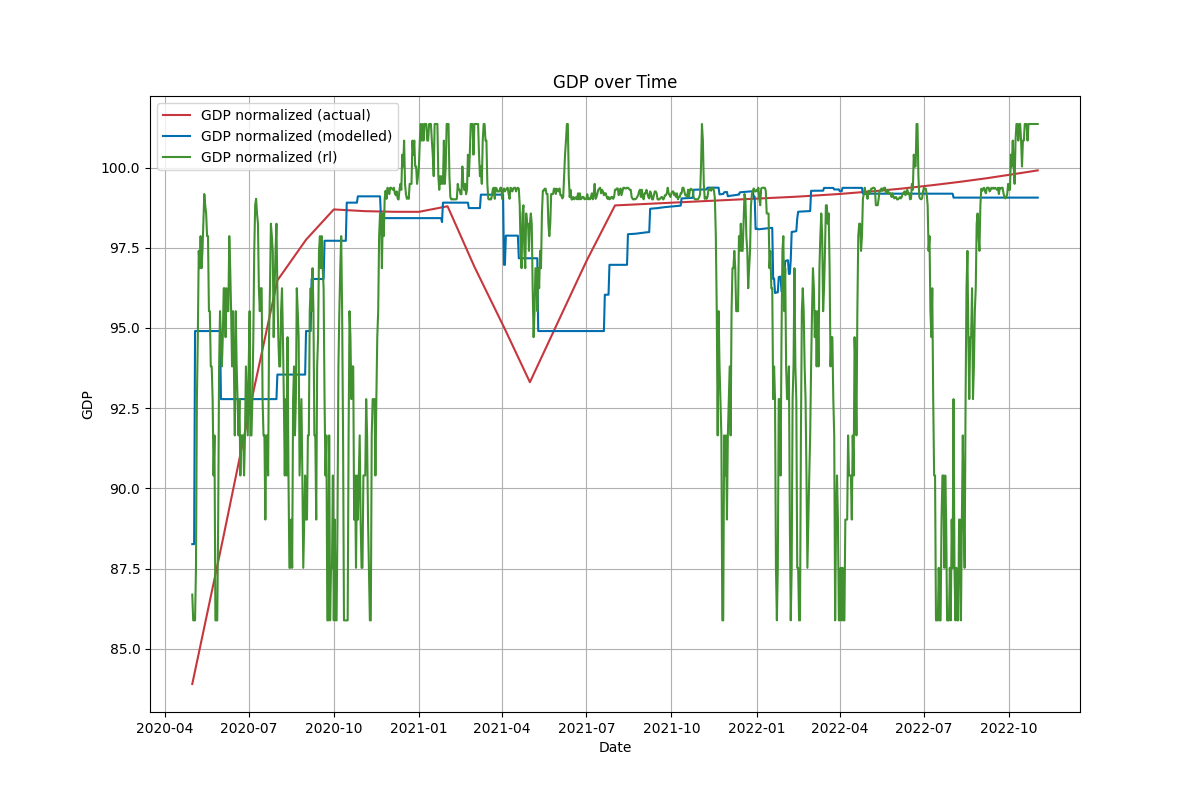 GDP over Time
GDP normalized (actual)
GDP normalized (modelled)
GDP normalized (rl)
100.0
97.5
95.0
92.5
90.0
87.5
85.0
GDP
2020-04 2020-07 2020-10 2021-01 2021-04 2021-07 2021-10 2022-01 2022-04 2022-07 2022-10
Date